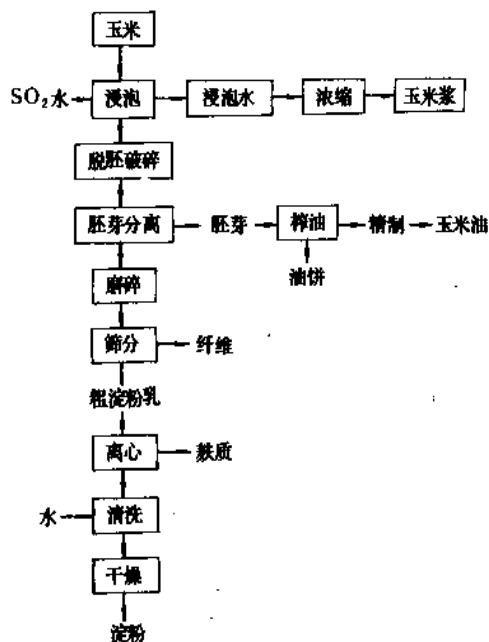 玉米
SO₂水 浸泡 浸泡水 浓缩 玉米浆
脱胚破碎
胚芽分离 胚芽 榨油 精制 玉米油
油饼
磨碎
筛分 纤维
粗淀粉乳
离心 麸质
水 清洗
干燥
淀粉